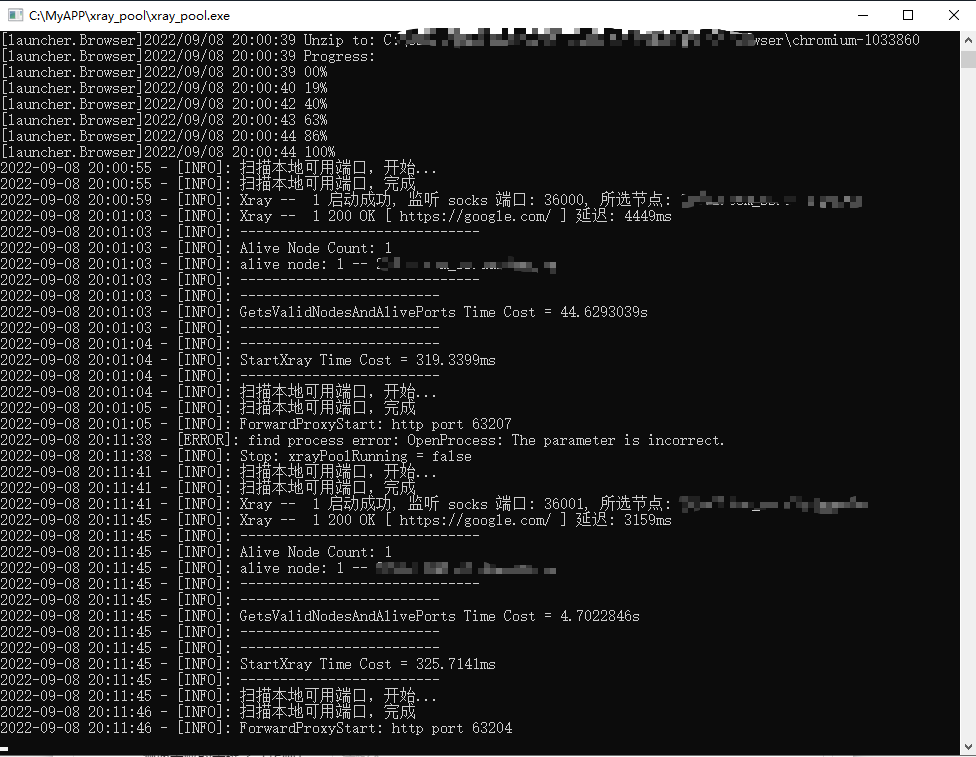 C:\MyAPP\xray_pool\xray_pool.exe
[launcher.Browser]2022/09/08 20:00:39 Unzip to: C:\ wser\chromium-1033860
[launcher.Browser]2022/09/08 20:00:39 Progress:
[launcher.Browser]2022/09/08 20:00:39 00%
[launcher.Browser]2022/09/08 20:00:40 19%
[launcher.Browser]2022/09/08 20:00:42 40%
[launcher.Browser]2022/09/08 20:00:43 63%
[launcher.Browser]2022/09/08 20:00:44 86%
[launcher.Browser]2022/09/08 20:00:44 100%
2022-09-08 20:00:55 - [INFO]: 扫描本地可用端口，开始...
2022-09-08 20:00:55 - [INFO]: 扫描本地可用端口，完成
2022-09-08 20:00:59 - [INFO]: Xray --  1 启动成功, 监听 socks 端口: 36000, 所选节点:
2022-09-08 20:01:03 - [INFO]: Xray --  1 200 OK [ https://google.com/ ] 延迟: 4449ms
2022-09-08 20:01:03 - [INFO]: ------------------------------
2022-09-08 20:01:03 - [INFO]: Alive Node Count: 1
2022-09-08 20:01:03 - [INFO]: alive node: 1 --
2022-09-08 20:01:03 - [INFO]: ------------------------------
2022-09-08 20:01:03 - [INFO]: -------------------------
2022-09-08 20:01:03 - [INFO]: GetsValidNodesAndAlivePorts Time Cost = 44.6293039s
2022-09-08 20:01:03 - [INFO]: -------------------------
2022-09-08 20:01:04 - [INFO]: -------------------------
2022-09-08 20:01:04 - [INFO]: StartXray Time Cost = 319.3399ms
2022-09-08 20:01:04 - [INFO]: -------------------------
2022-09-08 20:01:04 - [INFO]: 扫描本地可用端口，开始...
2022-09-08 20:01:05 - [INFO]: 扫描本地可用端口，完成
2022-09-08 20:01:05 - [INFO]: ForwardProxyStart: http port 63207
2022-09-08 20:11:38 - [ERROR]: find process error: OpenProcess: The parameter is incorrect.
2022-09-08 20:11:38 - [INFO]: Stop: xrayPoolRunning = false
2022-09-08 20:11:41 - [INFO]: 扫描本地可用端口，开始...
2022-09-08 20:11:41 - [INFO]: 扫描本地可用端口，完成
2022-09-08 20:11:41 - [INFO]: Xray --  1 启动成功, 监听 socks 端口: 36001, 所选节点:
2022-09-08 20:11:45 - [INFO]: Xray --  1 200 OK [ https://google.com/ ] 延迟: 3159ms
2022-09-08 20:11:45 - [INFO]: ------------------------------
2022-09-08 20:11:45 - [INFO]: Alive Node Count: 1
2022-09-08 20:11:45 - [INFO]: alive node: 1 --
2022-09-08 20:11:45 - [INFO]: ------------------------------
2022-09-08 20:11:45 - [INFO]: -------------------------
2022-09-08 20:11:45 - [INFO]: GetsValidNodesAndAlivePorts Time Cost = 4.7022846s
2022-09-08 20:11:45 - [INFO]: -------------------------
2022-09-08 20:11:45 - [INFO]: -------------------------
2022-09-08 20:11:45 - [INFO]: StartXray Time Cost = 325.7141ms
2022-09-08 20:11:45 - [INFO]: -------------------------
2022-09-08 20:11:45 - [INFO]: 扫描本地可用端口，开始...
2022-09-08 20:11:46 - [INFO]: 扫描本地可用端口，完成
2022-09-08 20:11:46 - [INFO]: ForwardProxyStart: http port 63204